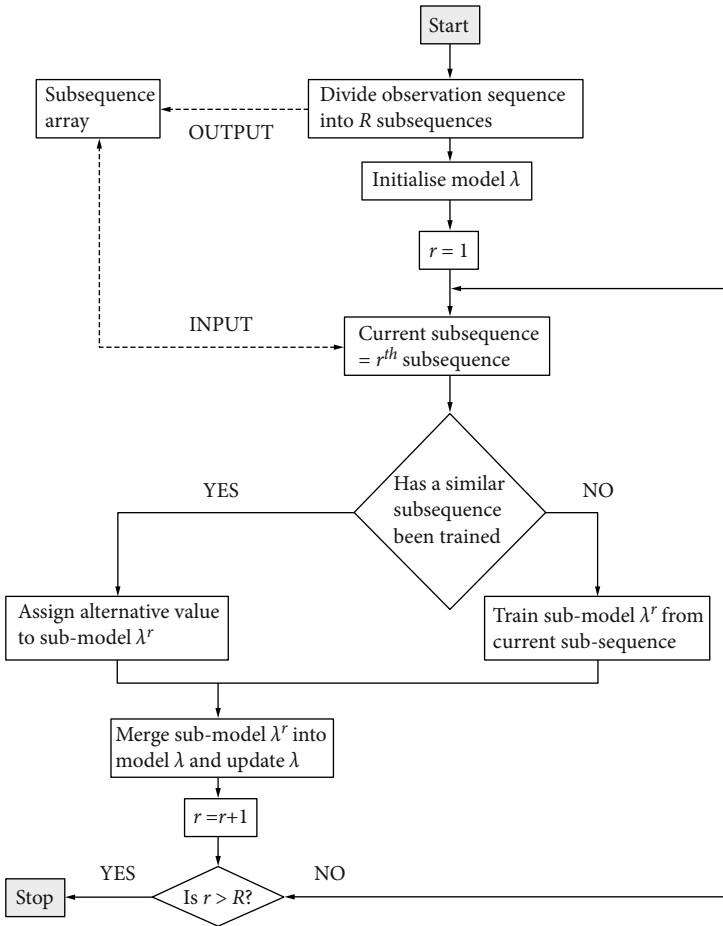 Start
Subsequence
array
OUTPUT
Divide observation sequence
into R subsequences
Initialise model λ
r = 1
INPUT
Current subsequence
= r^th subsequence
YES
Has a similar
subsequence
been trained
NO
Assign alternative value
to sub-model λ^r
Train sub-model λ^r from
current sub-sequence
Merge sub-model λ^r into
model λ and update λ
r =r+1
Stop
YES
Is r > R?
NO